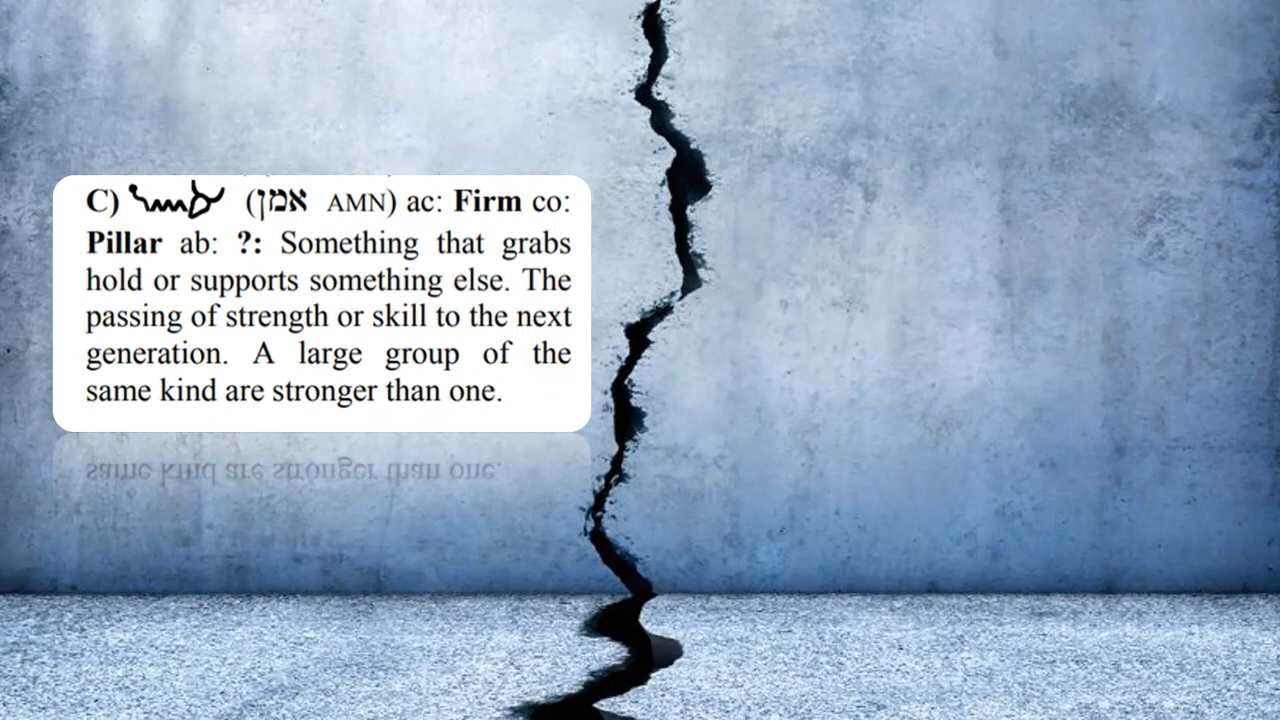 C) (אמן AMN) ac: Firm co:
Pillar ab: ?: Something that grabs
hold or supports something else. The
passing of strength or skill to the next
generation. A large group of the
same kind are stronger than one.